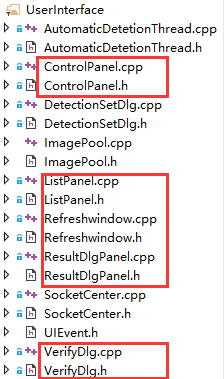 UserInterface
AutomaticDetetionThread.cpp
AutomaticDetetionThread.h
ControlPanel.cpp
ControlPanel.h
DetectionSetDlg.cpp
DetectionSetDlg.h
ImagePool.cpp
ImagePool.h
ListPanel.cpp
ListPanel.h
Refreshwindow.cpp
Refreshwindow.h
ResultDlgPanel.cpp
ResultDlgPanel.h
SocketCenter.cpp
SocketCenter.h
UIEvent.h
VerifyDlg.cpp
VerifyDlg.h